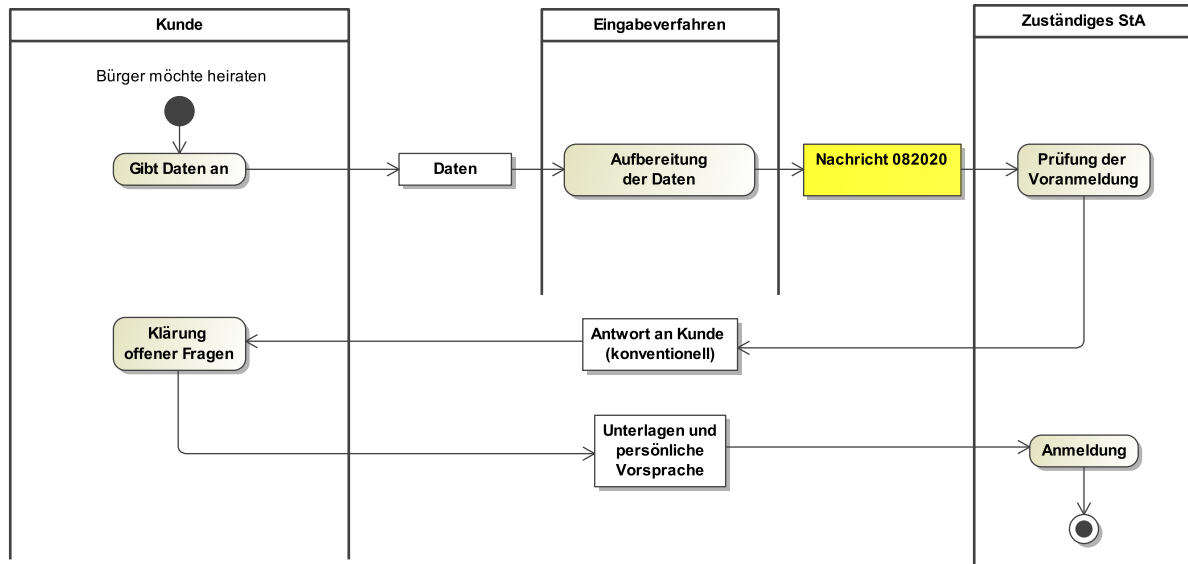 Kunde
Eingabeverfahren
Zuständiges StA
Bürger möchte heiraten
Gibt Daten an
Daten
Aufbereitung
der Daten
Nachricht 082020
Prüfung der
Voranmeldung
Klärung
offener Fragen
Antwort an Kunde
(konventionell)
Unterlagen und
persönliche
Vorsprache
Anmeldung